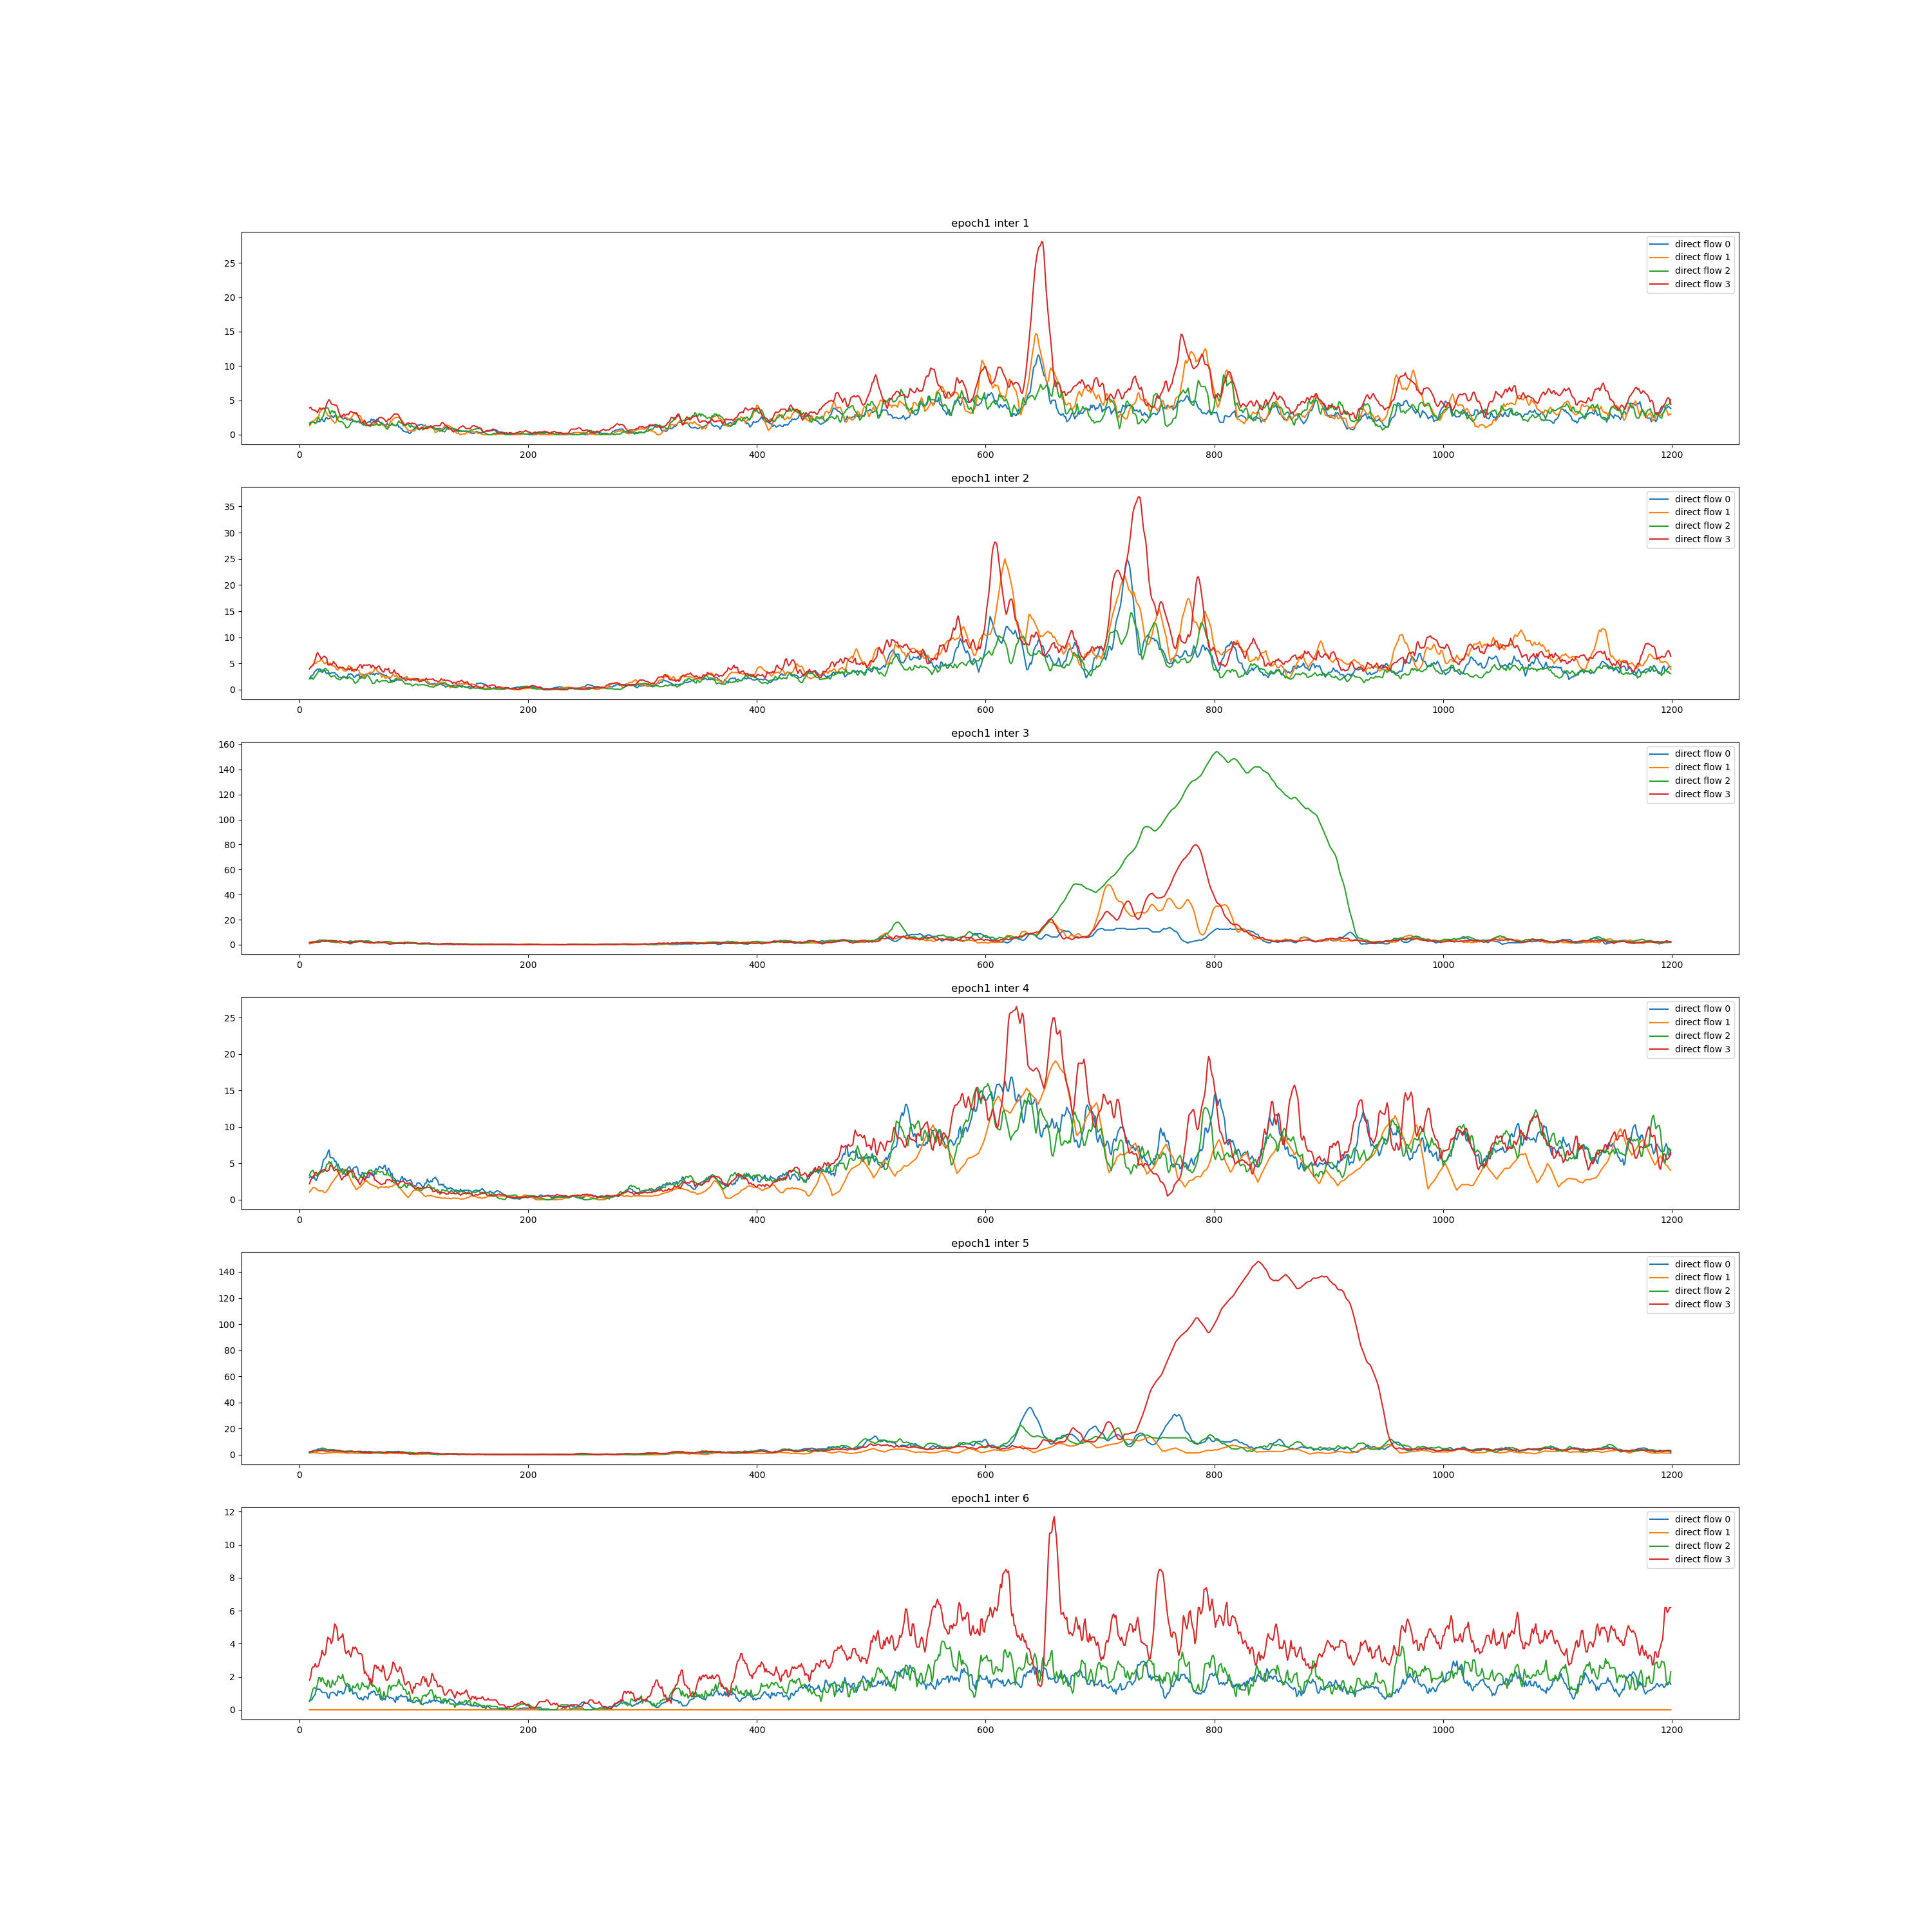 epoch1 inter 1
25
20
15
10
5
0
direct flow 0
direct flow 1
direct flow 2
direct flow 3
0 200 400 600 800 1000 1200
epoch1 inter 2
35
30
25
20
15
10
5
0
direct flow 0
direct flow 1
direct flow 2
direct flow 3
0 200 400 600 800 1000 1200
epoch1 inter 3
160
140
120
100
80
60
40
20
0
direct flow 0
direct flow 1
direct flow 2
direct flow 3
0 200 400 600 800 1000 1200
epoch1 inter 4
25
20
15
10
5
0
direct flow 0
direct flow 1
direct flow 2
direct flow 3
0 200 400 600 800 1000 1200
epoch1 inter 5
140
120
100
80
60
40
20
0
direct flow 0
direct flow 1
direct flow 2
direct flow 3
0 200 400 600 800 1000 1200
epoch1 inter 6
12
10
8
6
4
2
0
direct flow 0
direct flow 1
direct flow 2
direct flow 3
0 200 400 600 800 1000 1200